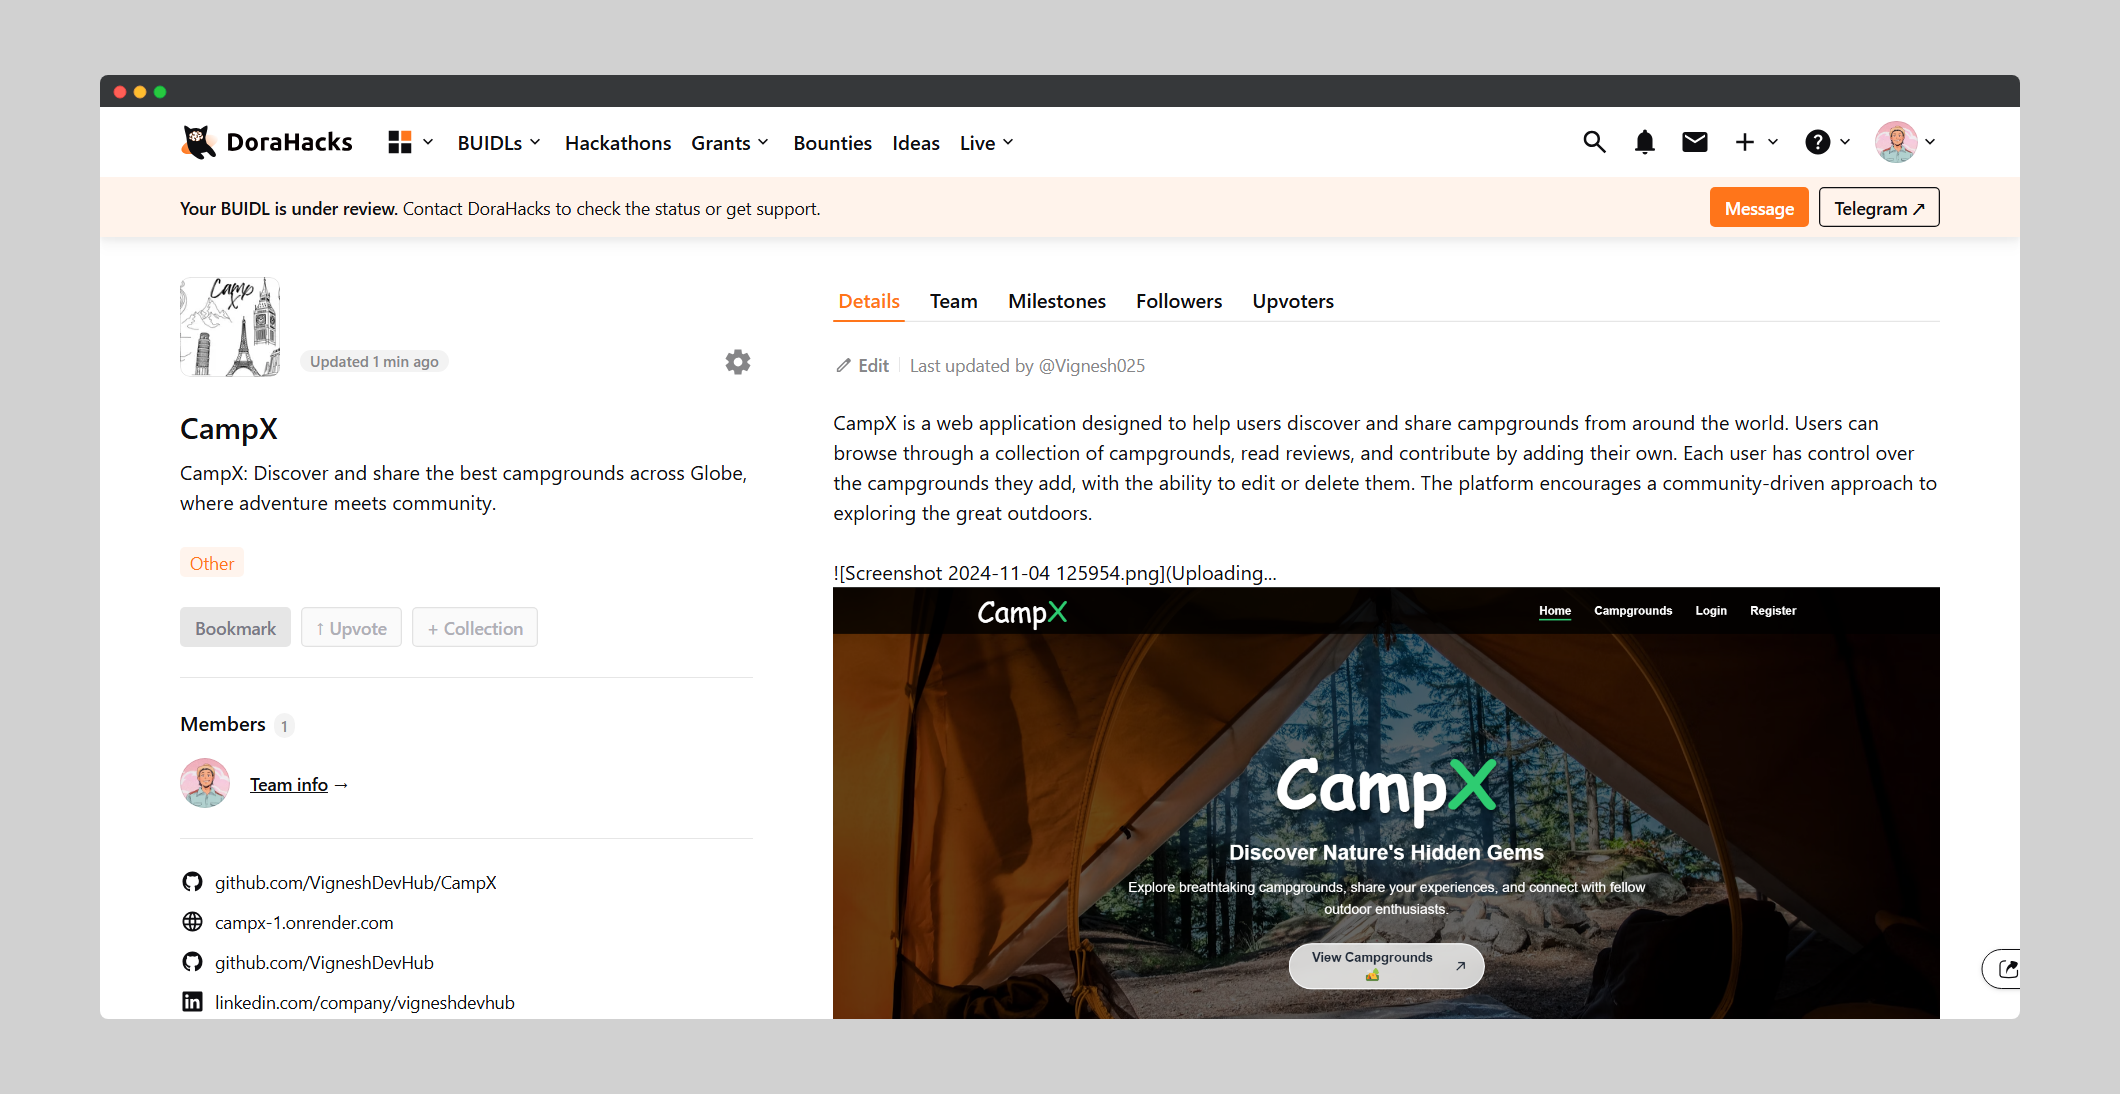 DoraHacks
BUIDLs
Hackathons
Grants
Bounties
Ideas
Live
Your BUIDL is under review. Contact DoraHacks to check the status or get support.
Message
Telegram ↗
Camp
X
Updated 1 min ago
CampX
CampX: Discover and share the best campgrounds across Globe,
where adventure meets community.
Other
Bookmark
↑ Upvote
+ Collection
Members 1
Team info →
github.com/VigneshDevHub/CampX
campx-1.onrender.com
github.com/VigneshDevHub
linkedin.com/company/vigneshdevhub
Details
Team
Milestones
Followers
Upvoters
Edit
Last updated by @Vignesh025
CampX is a web application designed to help users discover and share campgrounds from around the world. Users can
browse through a collection of campgrounds, read reviews, and contribute by adding their own. Each user has control over
the campgrounds they add, with the ability to edit or delete them. The platform encourages a community-driven approach to
exploring the great outdoors.
![Screenshot 2024-11-04 125954.png](Uploading...
CampX
Home
Campgrounds
Login
Register
CampX
Discover Nature's Hidden Gems
Explore breathtaking campgrounds, share your experiences, and connect with fellow
outdoor enthusiasts.
View Campgrounds
🏕️ ↗